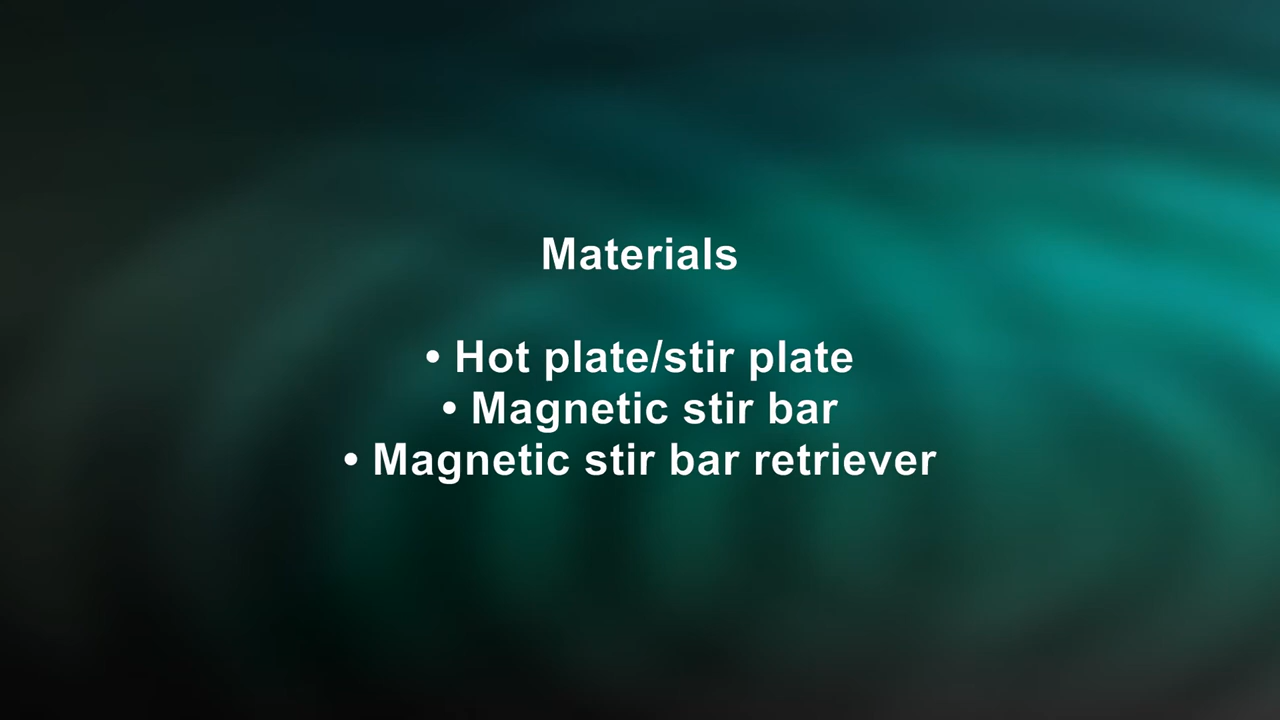 Materials
• Hot plate/stir plate
• Magnetic stir bar
• Magnetic stir bar retriever